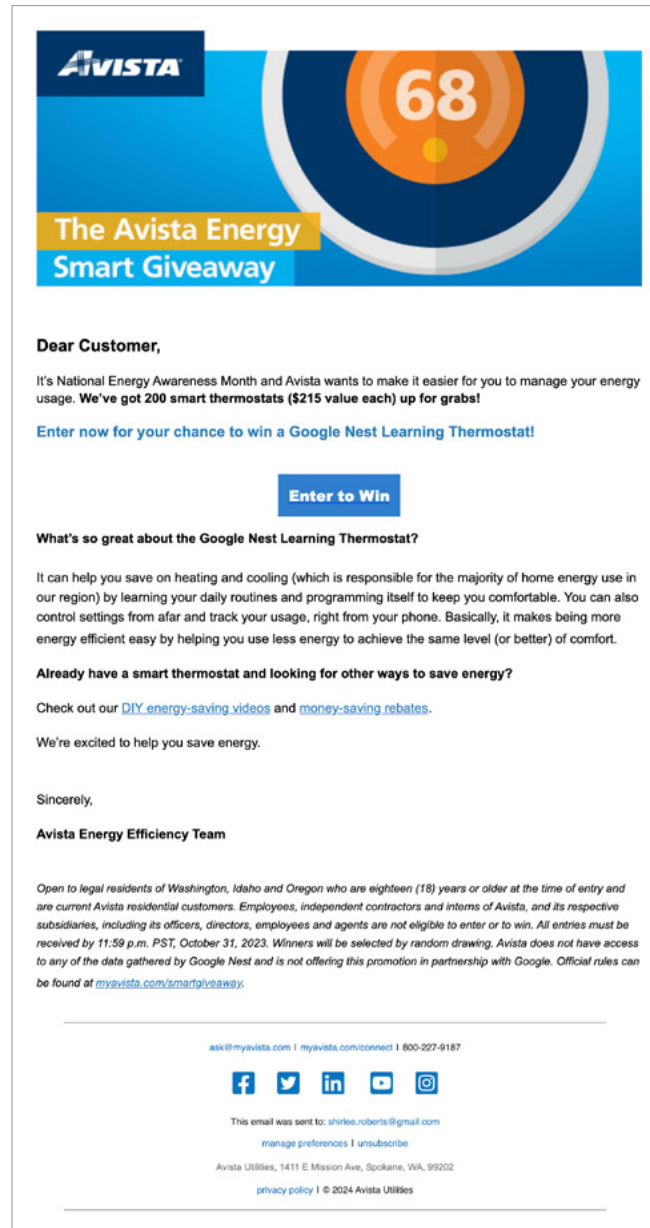 AVISTA
68
The Avista Energy
Smart Giveaway
Dear Customer,
It's National Energy Awareness Month and Avista wants to make it easier for you to manage your energy
usage. We've got 200 smart thermostats ($215 value each) up for grabs!
Enter now for your chance to win a Google Nest Learning Thermostat!
Enter to Win
What's so great about the Google Nest Learning Thermostat?
It can help you save on heating and cooling (which is responsible for the majority of home energy use in
our region) by learning your daily routines and programming itself to keep you comfortable. You can also
control settings from afar and track your usage, right from your phone. Basically, it makes being more
energy efficient easy by helping you use less energy to achieve the same level (or better) of comfort.
Already have a smart thermostat and looking for other ways to save energy?
Check out our DIY energy-saving videos and money-saving rebates.
We're excited to help you save energy.
Sincerely,
Avista Energy Efficiency Team
Open to legal residents of Washington, Idaho and Oregon who are eighteen (18) years or older at the time of entry and
are current Avista residential customers. Employees, independent contractors and interns of Avista, and its respective
subsidiaries, including its officers, directors, employees and agents are not eligible to enter or to win. All entries must be
received by 11:59 p.m. PST, October 31, 2023. Winners will be selected by random drawing. Avista does not have access
to any of the data gathered by Google Nest and is not offering this promotion in partnership with Google. Official rules can
be found at myavista.com/smartgiveaway.
ask@myavista.com | myavista.com/connect | 800-227-9187
This email was sent to: shirlee.roberts@gmail.com
manage preferences | unsubscribe
Avista Utilities, 1411 E Mission Ave, Spokane, WA, 99202
privacy policy | © 2024 Avista Utilities